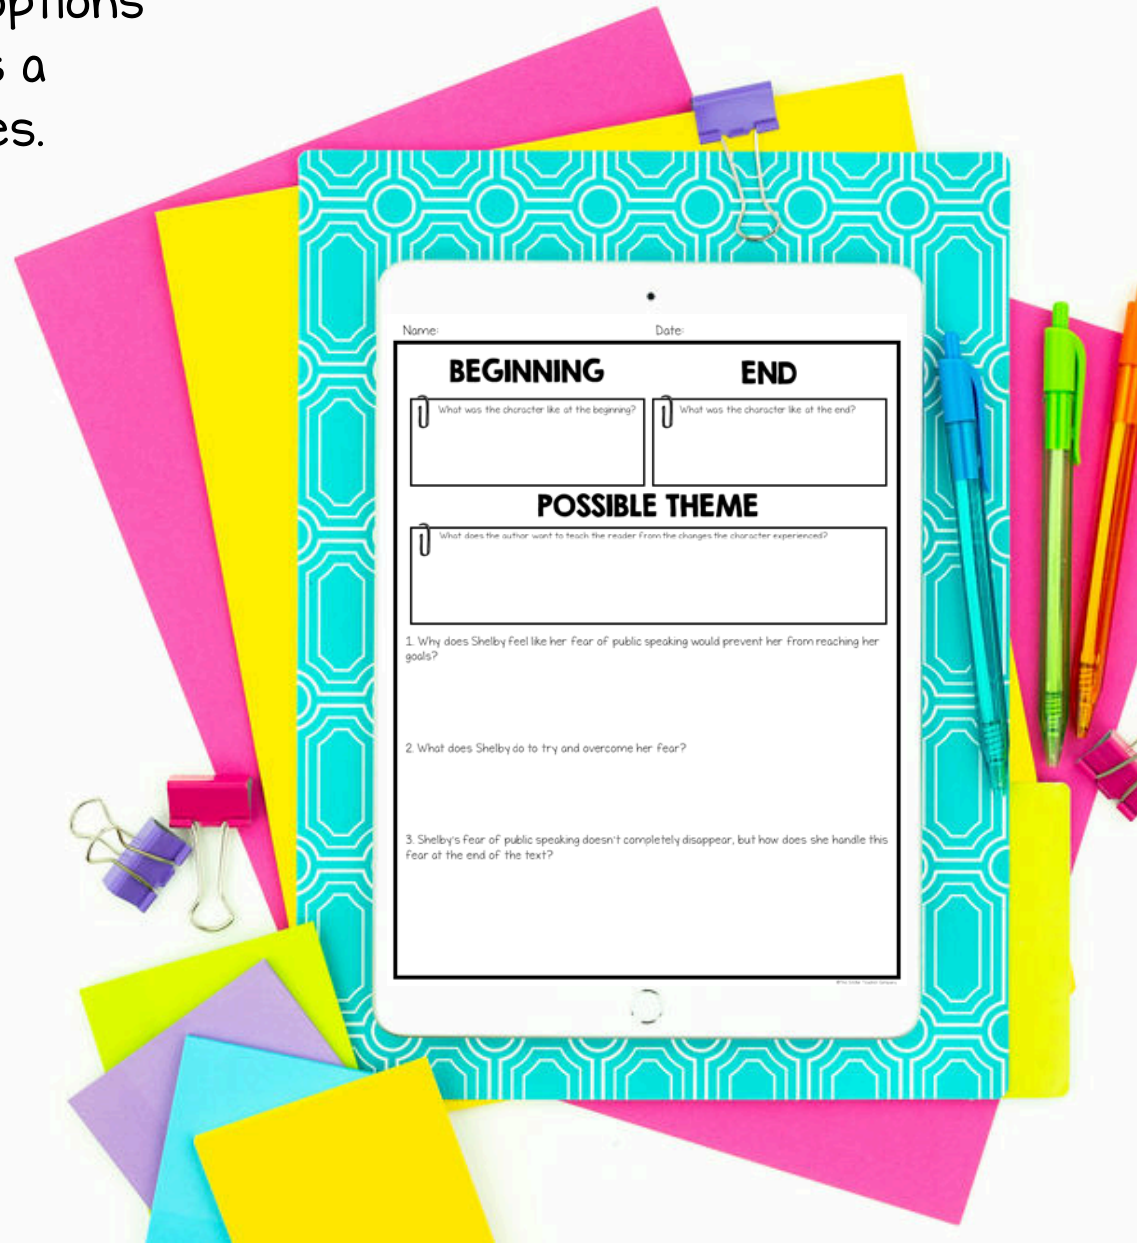 options
s a
es.
Name: Date:
BEGINNING END
What was the character like at the beginning? What was the character like at the end?
POSSIBLE THEME
What does the author want to teach the reader from the changes the character experienced?
1. Why does Shelby feel like her fear of public speaking would prevent her from reaching her
goals?
2. What does Shelby do to try and overcome her fear?
3. Shelby's fear of public speaking doesn't completely disappear, but how does she handle this
fear at the end of the text?